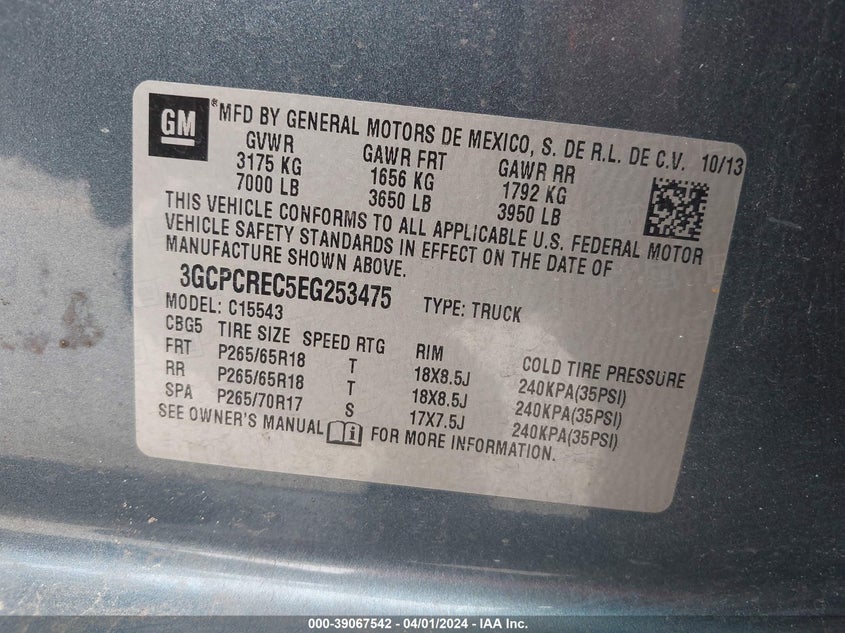 GM
®MFD BY GENERAL MOTORS DE MEXICO, S. DE R.L. DE C.V. 10/13
GVWR GAWR FRT GAWR RR
3175 KG 1656 KG 1792 KG
7000 LB 3650 LB 3950 LB
THIS VEHICLE CONFORMS TO ALL APPLICABLE U.S. FEDERAL MOTOR
VEHICLE SAFETY STANDARDS IN EFFECT ON THE DATE OF
MANUFACTURE SHOWN ABOVE.
3GCPCREC5EG253475 TYPE: TRUCK
MODEL: C15543
CBG5 TIRE SIZE SPEED RTG RIM COLD TIRE PRESSURE
FRT P265/65R18 T 18X8.5J 240KPA(35PSI)
RR P265/65R18 T 18X8.5J 240KPA(35PSI)
SPA P265/70R17 S 17X7.5J 240KPA(35PSI)
SEE OWNER'S MANUAL FOR MORE INFORMATION.
000-39067542 - 04/01/2024 - IAA Inc.